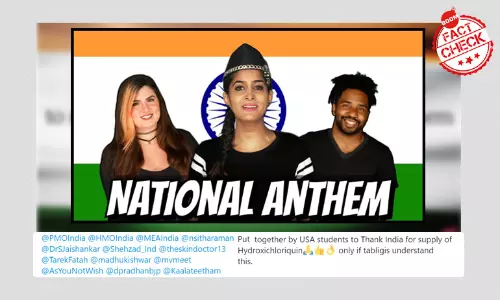 BOOM
FACT
CHECK
NATIONAL ANTHEM
@PMOIndia @HMOIndia @MEAIndia @nsitharaman
@DrSJaishankar @Shehzad_Ind @theskindoctor13
@TarekFatah @madhukishwar @mvmeet
@AsYouNotWish @dpradhanbjp @Kaalateetham
Put together by USA students to Thank India for supply of
Hydroxichloriquin🙏👍👌 only if tabligis understand
this.